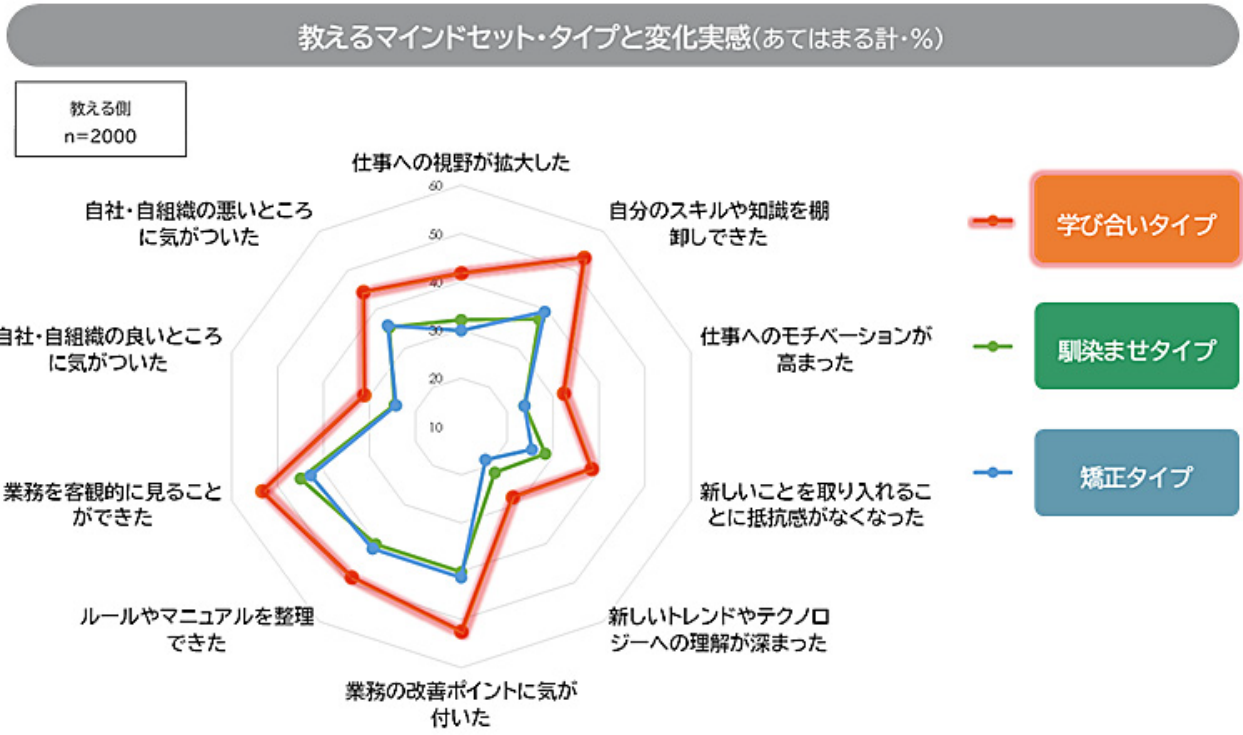 教えるマインドセット・タイプと変化実感(あてはまる計・%)
教える側
n=2000
仕事への視野が拡大した
自分のスキルや知識を棚
卸しできた
仕事へのモチベーションが
高まった
新しいことを取り入れるこ
とに抵抗感がなくなった
新しいトレンドやテクノロ
ジーへの理解が深まった
業務の改善ポイントに気が
付いた
ルールやマニュアルを整理
できた
業務を客観的に見ること
ができた
自社・自組織の良いところ
に気がついた
自社・自組織の悪いところ
に気がついた
60
50
40
30
20
10
学び合いタイプ
馴染ませタイプ
矯正タイプ